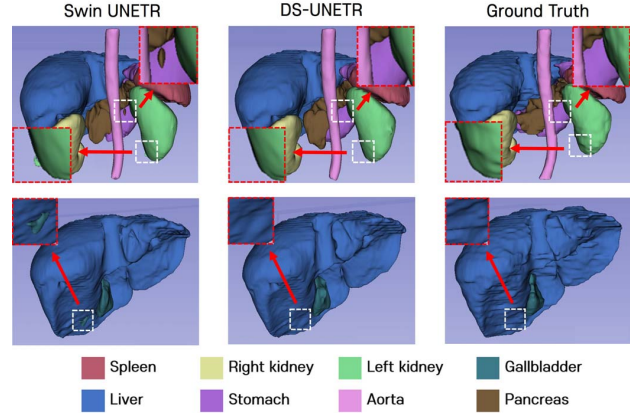 Swin UNETR DS-UNETR Ground Truth
Spleen Right kidney Left kidney Gallbladder
Liver Stomach Aorta Pancreas